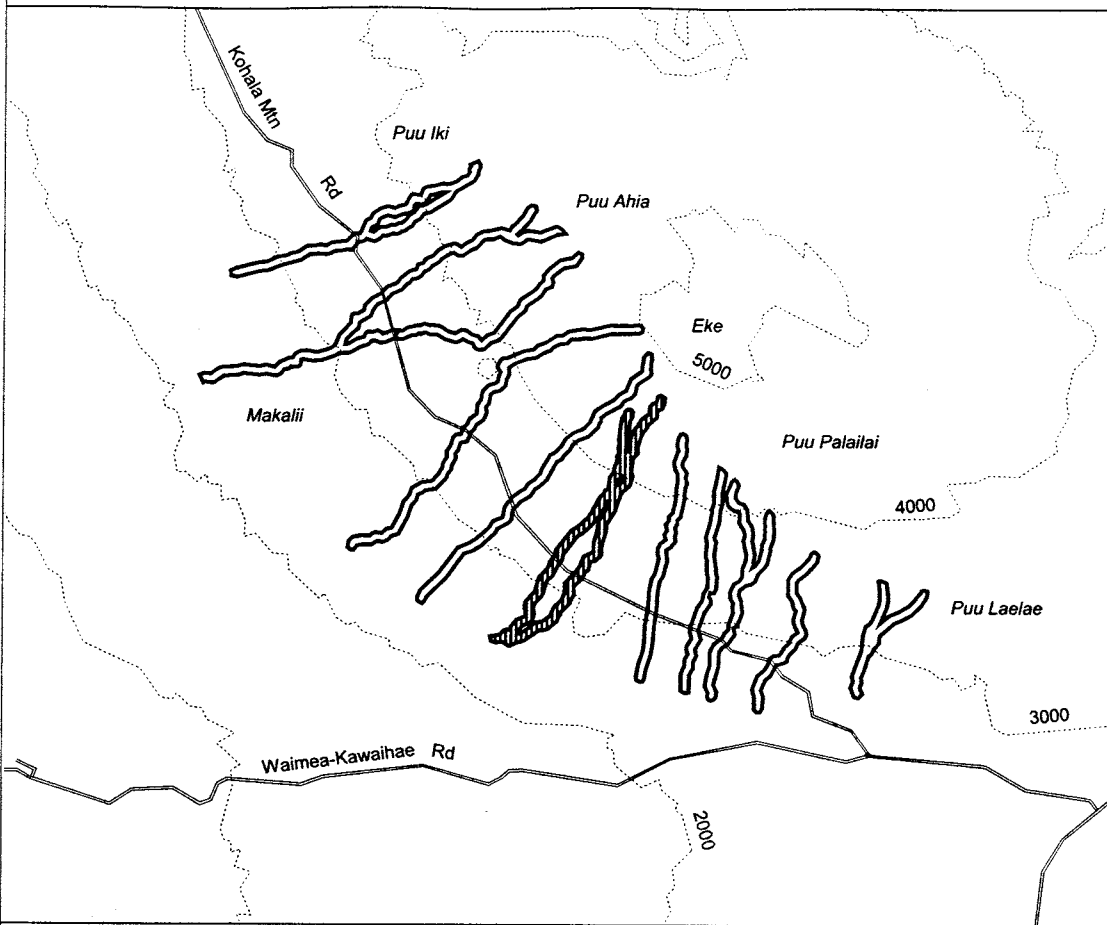 Kohala Mtn
Rd
Puu Iki
Puu Ahia
Eke
5000
Makalii
Puu Palailai
4000
Puu Laelae
3000
Waimea-Kawaihae Rd
2000